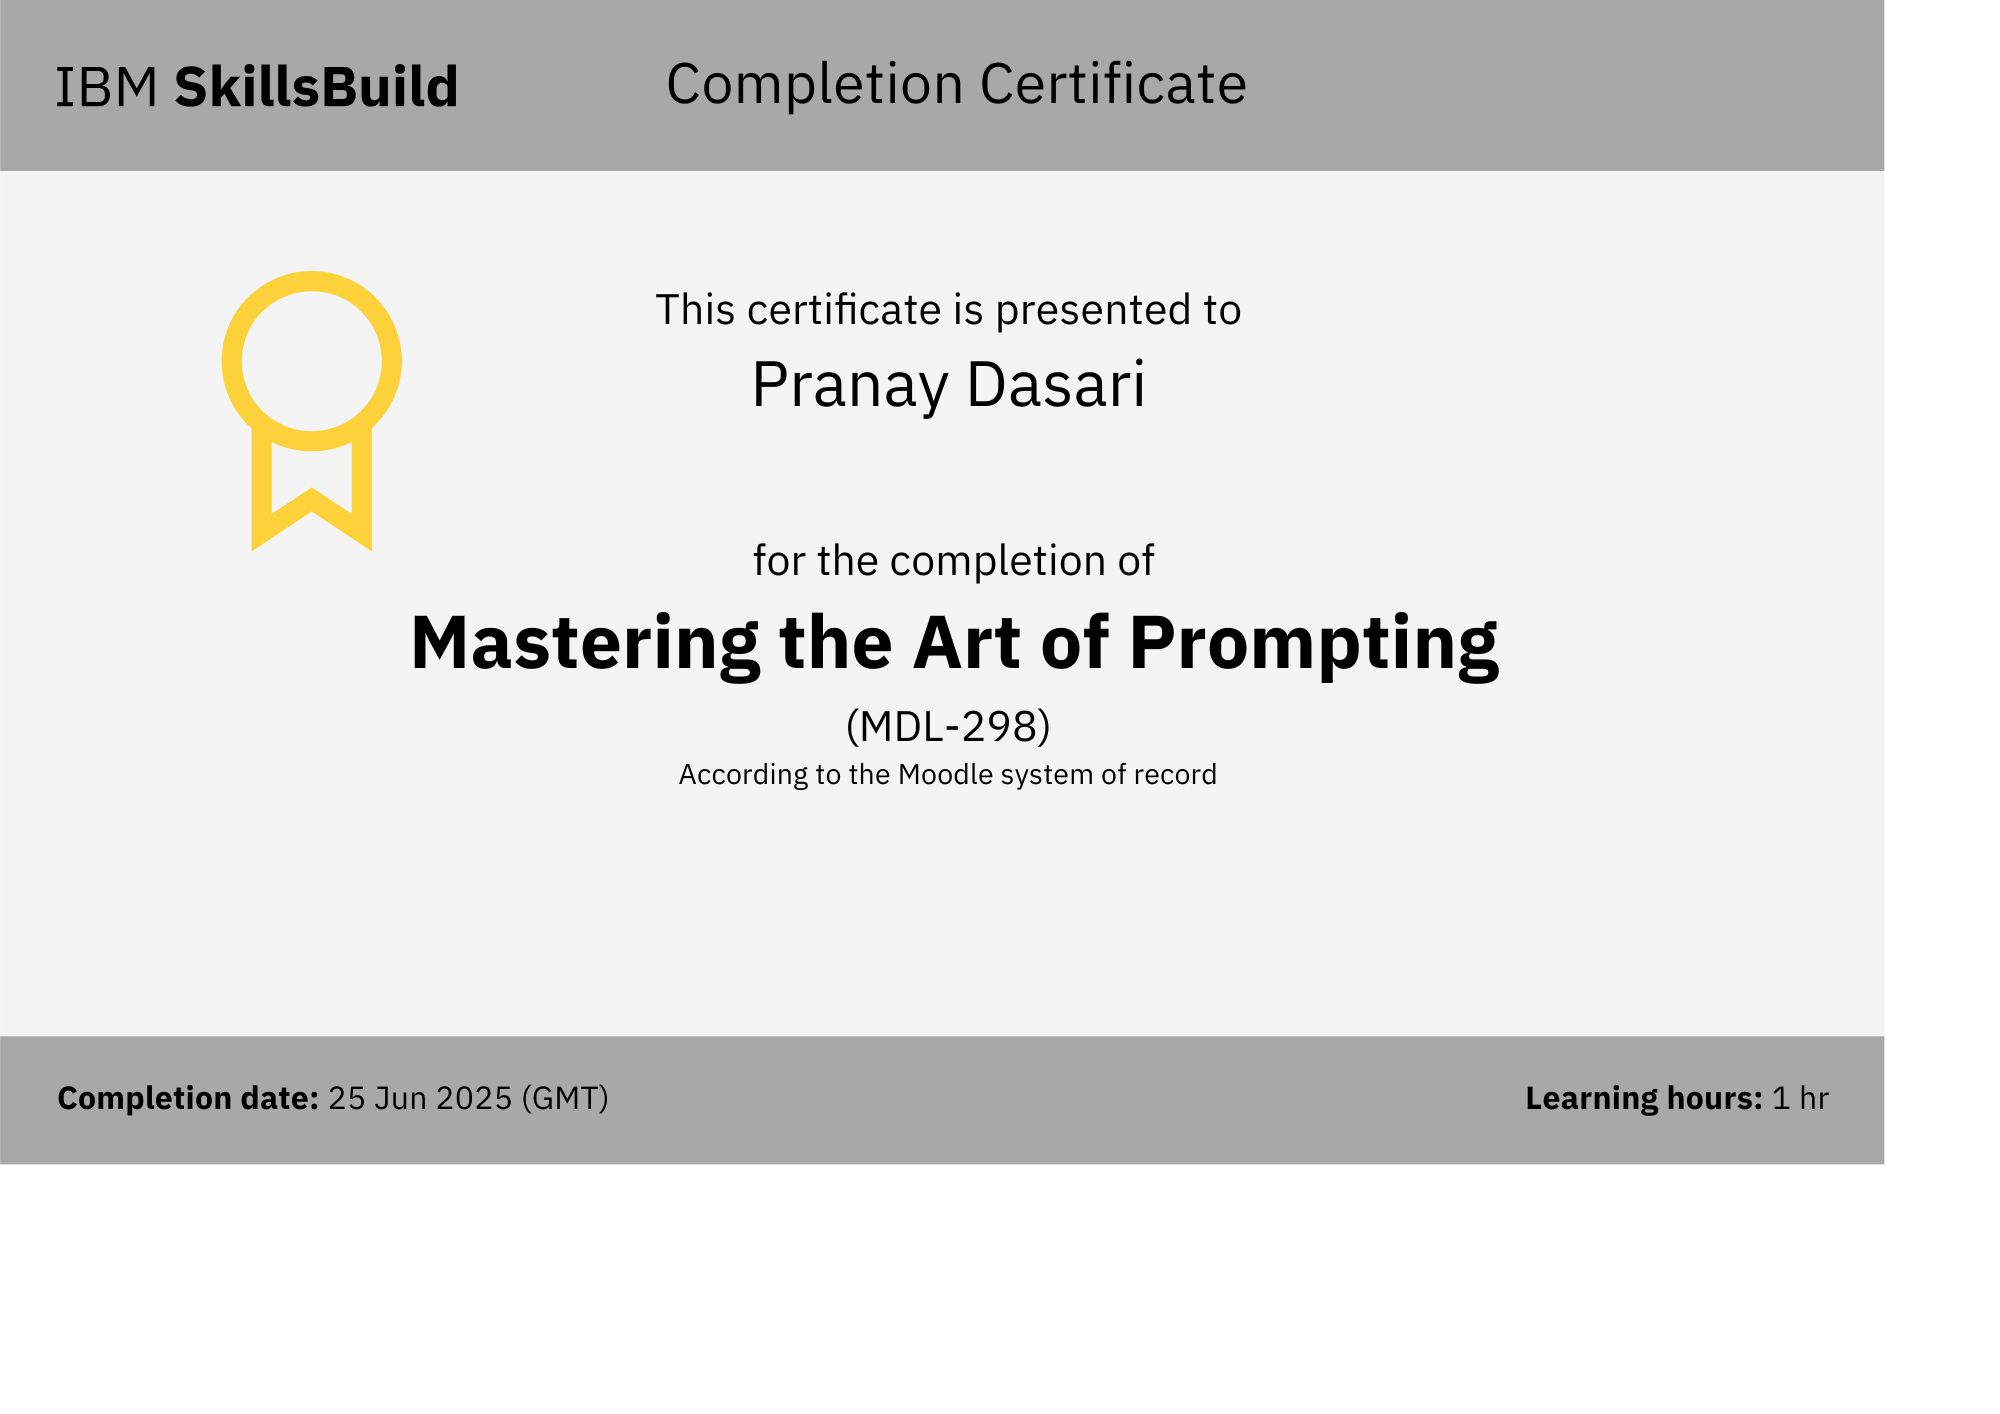 IBM SkillsBuild
Completion Certificate
This certificate is presented to
Pranay Dasari
for the completion of
Mastering the Art of Prompting
(MDL-298)
According to the Moodle system of record
Completion date: 25 Jun 2025 (GMT)
Learning hours: 1 hr